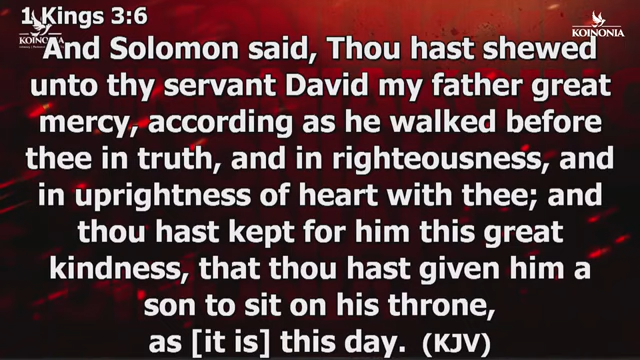 1 Kings 3:6
KOINONIA
KOINONIA
And Solomon said, Thou hast shewed
unto thy servant David my father great
mercy, according as he walked before
thee in truth, and in righteousness, and
in uprightness of heart with thee; and
thou hast kept for him this great
kindness, that thou hast given him a
son to sit on his throne,
as [it is] this day. (KJV)